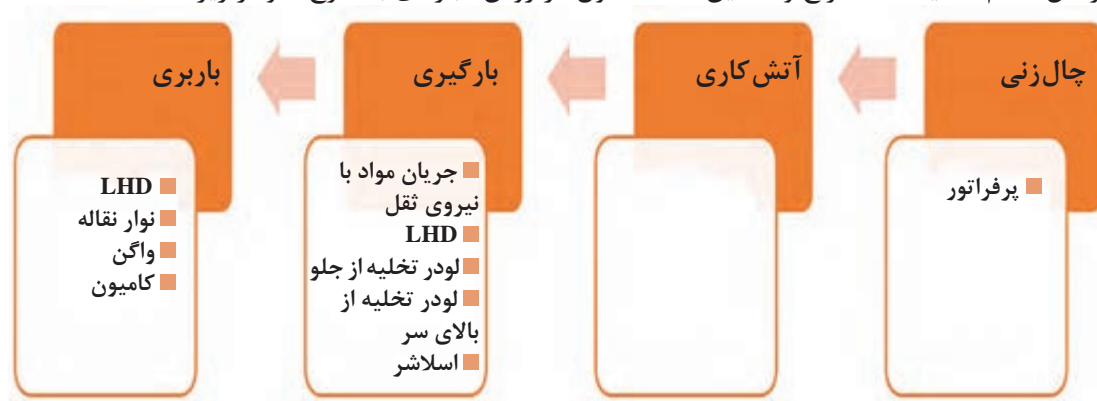 چال‌زنی
پرفراتور
آتش‌کاری
بارگیری
جریان مواد با
نیروی ثقل
LHD
لودر تخلیه از جلو
لودر تخلیه از
بالای سر
اسلاشر
باربری
LHD
نوار نقاله
واگن
کامیون